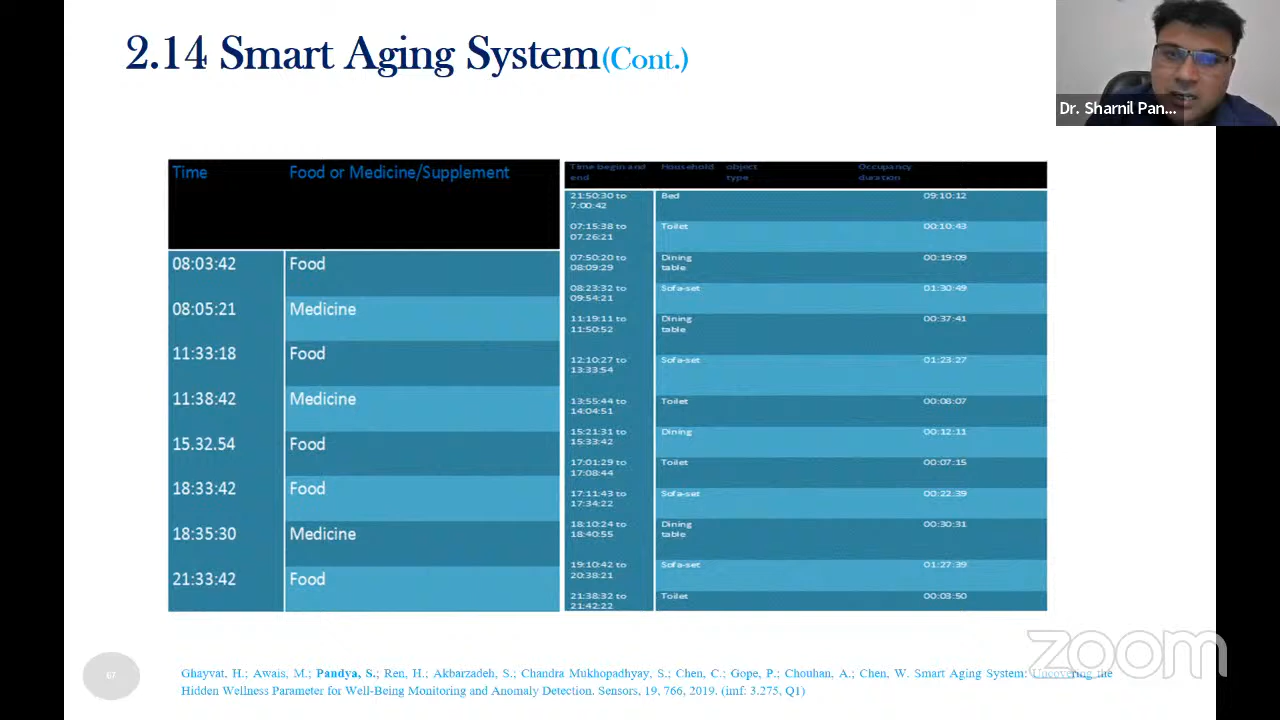 2.14 Smart Aging System(Cont.)
Dr. Sharnil Pan...
Time Food or Medicine/Supplement
08:03:42 Food
08:05:21 Medicine
11:33:18 Food
11:38:42 Medicine
15.32.54 Food
18:33:42 Food
18:35:30 Medicine
21:33:42 Food
Time begin and Household object Occupancy
end type duration
21:50:30 to Bed 09:10:12
7:00:42
07:15:38 to Toilet 00:10:43
07.26:21
07:50:20 to Dining 00:19:09
08:09:29 table
08:23:32 to Sofa-set 01:30:49
09:54:21
11:19:11 to Dining 00:37:41
11:50:52 table
12:10:27 to Sofa-set 01:23:27
13:33:54
13:55:44 to Toilet 00:08:07
14:04:51
15:21:31 to Dining 00:12:11
15:33:42
17:01:29 to Toilet 00:07:15
17:08:44
17:11:43 to Sofa-set 00:22:39
17:34:22
18:10:24 to Dining 00:30:31
18:40:55 table
19:10:42 to Sofa-set 01:27:39
20:38:21
21:38:32 to Toilet 00:03:50
21:42:22
zoom
67
Ghayvat, H.; Awais, M.; Pandya, S.; Ren, H.; Akbarzadeh, S.; Chandra Mukhopadhyay, S.; Chen, C.; Gope, P.; Chouhan, A.; Chen, W. Smart Aging System: Uncovering the
Hidden Wellness Parameter for Well-Being Monitoring and Anomaly Detection. Sensors, 19, 766, 2019. (imf: 3.275, Q1)